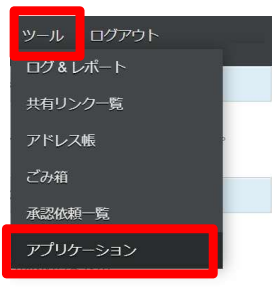 ツール ログアウト
ログ＆レポート
共有リンク一覧
アドレス帳
ごみ箱
承認依頼一覧
アプリケーション